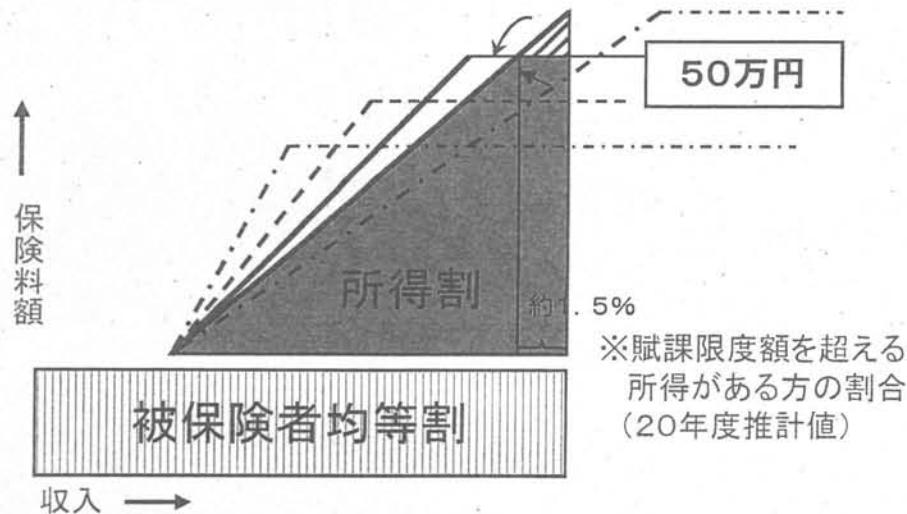 50万円
保険料額
所得割
約1.5%
※賦課限度額を超える
所得がある方の割合
(20年度推計値)
被保険者均等割
収入